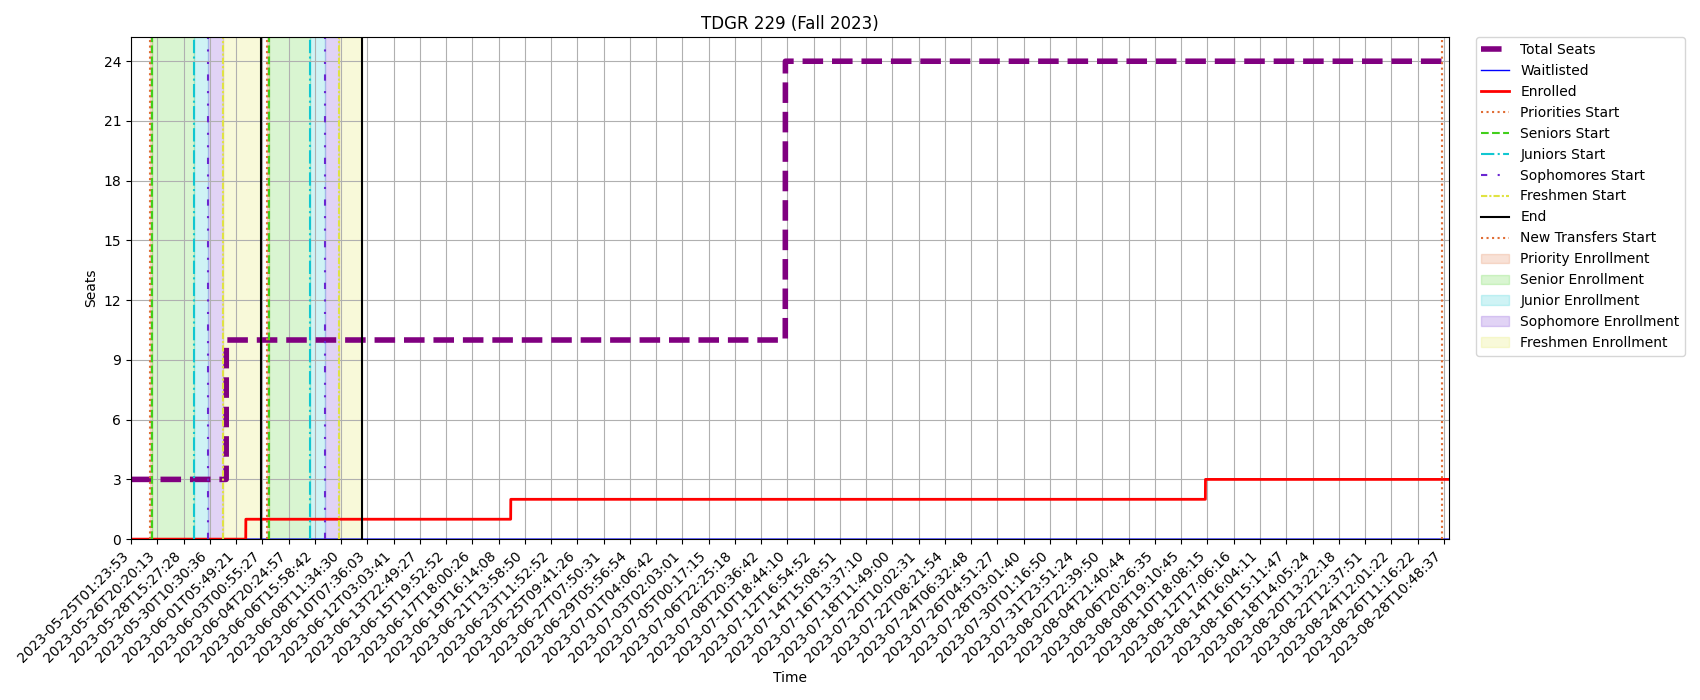 TDGR 229 (Fall 2023)
24
21
18
15
12
9
6
3
0
Seats
2023-05-25T01:23:53
2023-05-26T20:20:13
2023-05-28T15:27:28
2023-05-30T10:30:36
2023-06-01T05:49:21
2023-06-03T00:55:27
2023-06-04T20:24:57
2023-06-06T15:58:42
2023-06-08T11:34:30
2023-06-10T07:36:03
2023-06-12T03:03:41
2023-06-13T22:49:27
2023-06-15T19:52:52
2023-06-17T18:00:26
2023-06-19T16:14:08
2023-06-21T13:58:50
2023-06-23T11:52:52
2023-06-25T09:41:26
2023-06-27T07:50:31
2023-06-29T05:56:54
2023-07-01T04:06:42
2023-07-03T02:03:01
2023-07-05T00:17:15
2023-07-06T22:25:18
2023-07-08T20:36:42
2023-07-10T18:44:10
2023-07-12T16:54:52
2023-07-14T15:08:51
2023-07-16T13:37:10
2023-07-18T11:49:00
2023-07-20T10:02:31
2023-07-22T08:21:54
2023-07-24T06:32:48
2023-07-26T04:51:27
2023-07-28T03:01:40
2023-07-30T01:16:50
2023-07-31T23:51:24
2023-08-02T22:39:50
2023-08-04T21:40:44
2023-08-06T20:26:35
2023-08-08T19:10:45
2023-08-10T18:08:15
2023-08-12T17:06:16
2023-08-14T16:04:11
2023-08-16T15:11:47
2023-08-18T14:05:24
2023-08-20T13:22:18
2023-08-22T12:37:51
2023-08-24T12:01:22
2023-08-26T11:16:22
2023-08-28T10:48:37
Time
Total Seats
Waitlisted
Enrolled
Priorities Start
Seniors Start
Juniors Start
Sophomores Start
Freshmen Start
End
New Transfers Start
Priority Enrollment
Senior Enrollment
Junior Enrollment
Sophomore Enrollment
Freshmen Enrollment